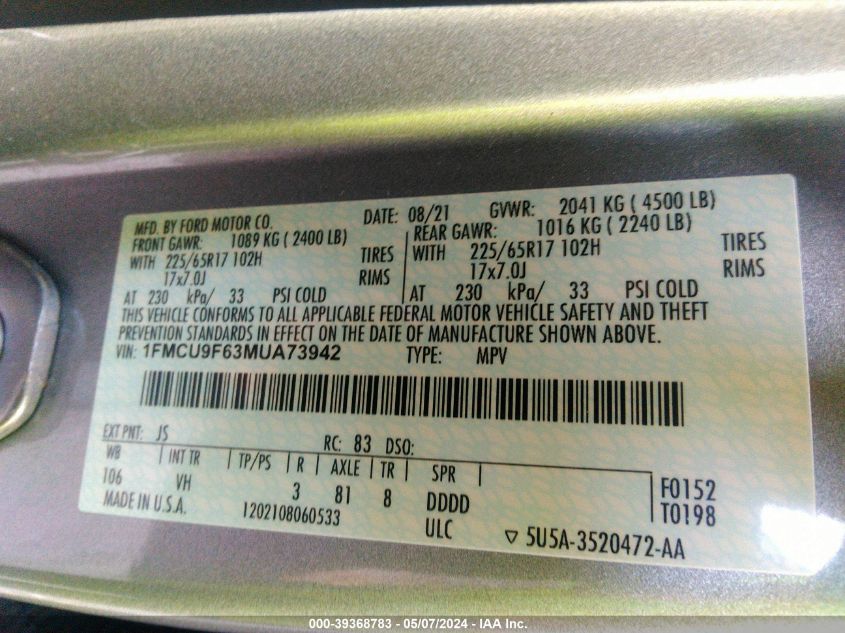 MFD. BY FORD MOTOR CO. DATE: 08/21 GVWR: 2041 KG ( 4500 LB)
FRONT GAWR: 1089 KG ( 2400 LB) REAR GAWR: 1016 KG ( 2240 LB)
WITH 225/65R17 102H TIRES WITH 225/65R17 102H TIRES
17x7.0J RIMS 17x7.0J RIMS
AT 230 kPa/ 33 PSI COLD AT 230 kPa/ 33 PSI COLD
THIS VEHICLE CONFORMS TO ALL APPLICABLE FEDERAL MOTOR VEHICLE SAFETY AND THEFT
PREVENTION STANDARDS IN EFFECT ON THE DATE OF MANUFACTURE SHOWN ABOVE.
VIN: 1FMCU9F63MUA73942 TYPE: MPV
EXT PNT: JS RC: 83 DSO:
WB INT TR TP/PS R AXLE TR SPR
106 VH 3 81 8 DDDD F0152
MADE IN U.S.A. 1202108060533 ULC T0198
▽ 5U5A-3520472-AA
000-39368783 - 05/07/2024 - IAA Inc.